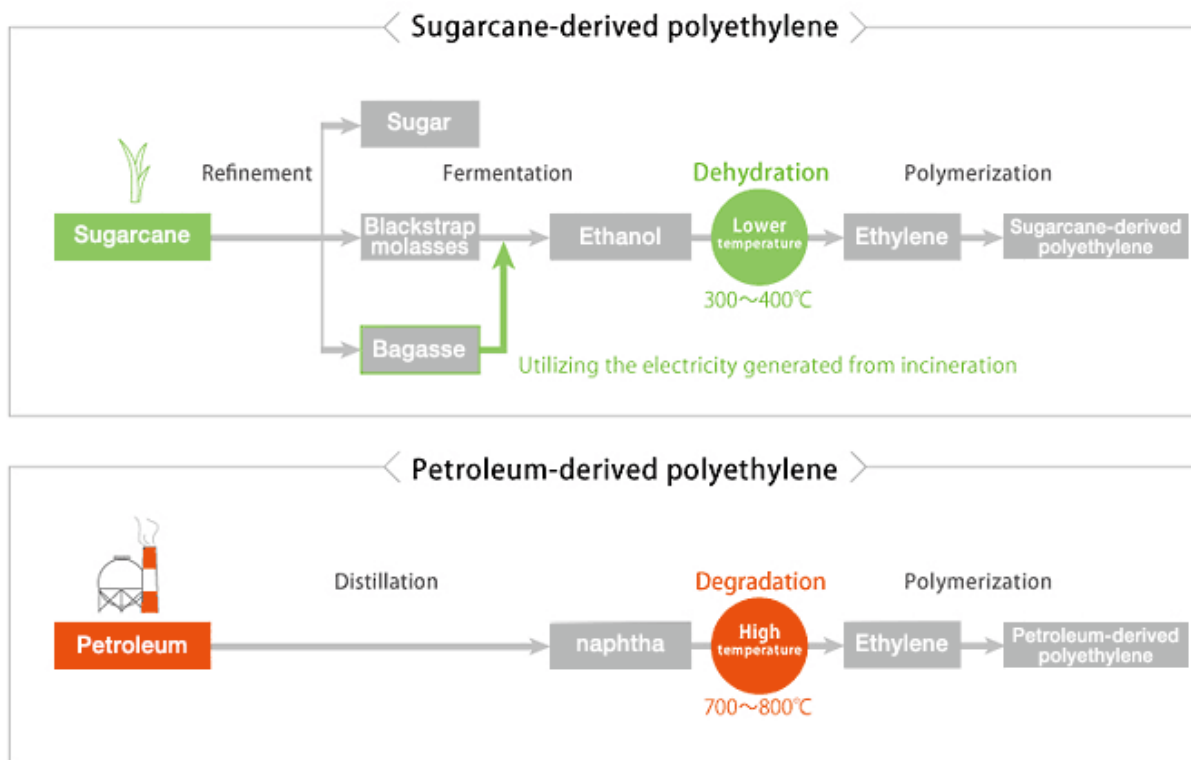 Sugarcane-derived polyethylene
Sugar
Refinement
Fermentation
Dehydration
Polymerization
Sugarcane
Blackstrap
molasses
Ethanol
Lower
temperature
Ethylene
Sugarcane-derived
polyethylene
300～400℃
Bagasse
Utilizing the electricity generated from incineration
Petroleum-derived polyethylene
Distillation
Degradation
Polymerization
Petroleum
naphtha
High
temperature
Ethylene
Petroleum-derived
polyethylene
700～800℃